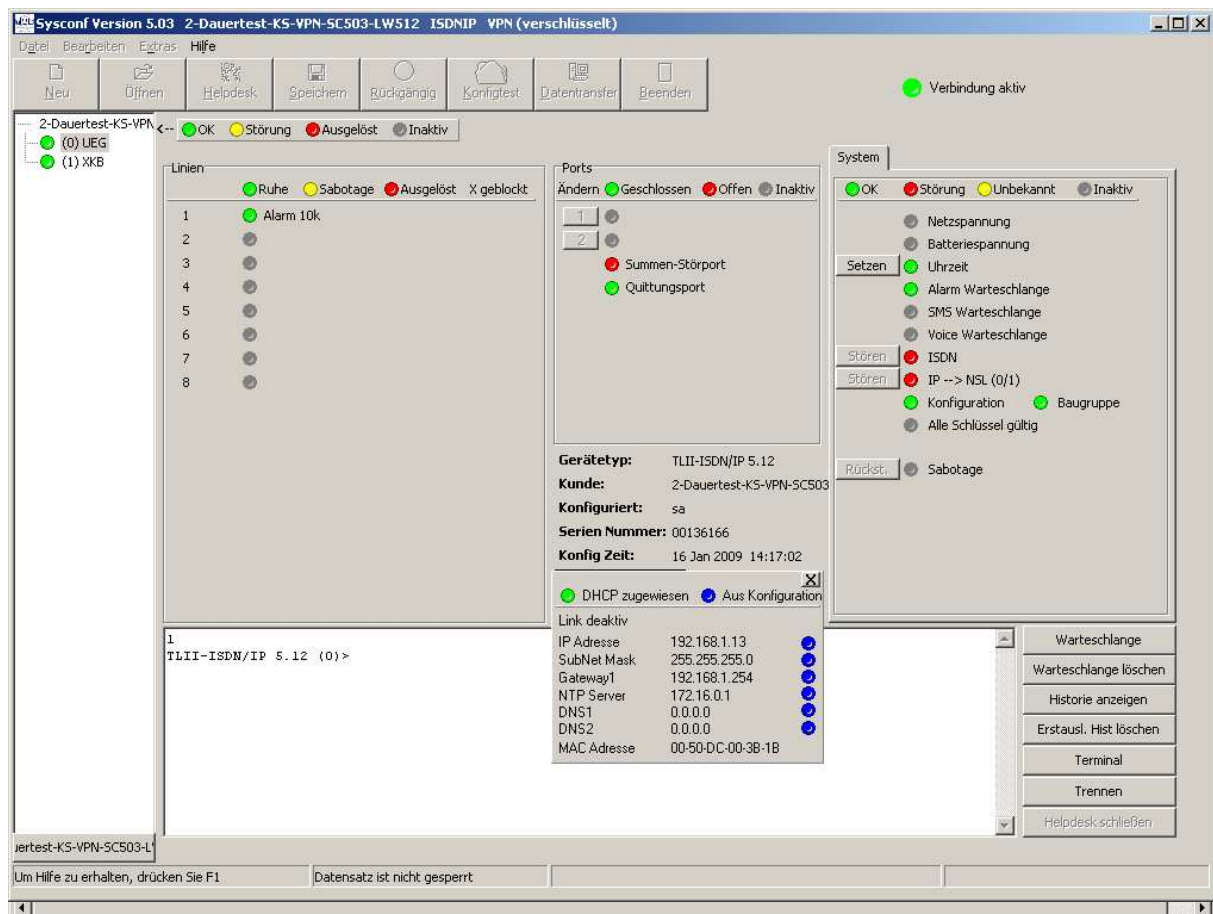 Sysconf Version 5.03 2-Dauertest-KS-VPN-SC503-LW512 ISDNIP VPN (verschlüsselt)
Datei Bearbeiten Extras Hilfe
Neu Öffnen Helpdesk Speichern Rückgängig Konfigtest Datentransfer Beenden
Verbindung aktiv
2-Dauertest-KS-VPN
(0) UEG
(1) XKB
<-- OK Störung Ausgelöst Inaktiv
Linien
Ruhe Sabotage Ausgelöst X geblockt
1 Alarm 10k
2
3
4
5
6
7
8
Ports
Ändern Geschlossen Offen Inaktiv
1
2
Summen-Störport
Quittungsport
System
OK Störung Unbekannt Inaktiv
Netzspannung
Batteriespannung
Setzen Uhrzeit
Alarm Warteschlange
SMS Warteschlange
Voice Warteschlange
Stören ISDN
Stören IP --> NSL (0/1)
Konfiguration Baugruppe
Alle Schlüssel gültig
Rückst. Sabotage
Gerätetyp: TLII-ISDN/IP 5.12
Kunde: 2-Dauertest-KS-VPN-SC503
Konfiguriert: sa
Serien Nummer: 00136166
Konfig Zeit: 16 Jan 2009 14:17:02
X
DHCP zugewiesen Aus Konfiguration
Link deaktiv
IP Adresse 192.168.1.13
SubNet Mask 255.255.255.0
Gateway1 192.168.1.254
NTP Server 172.16.0.1
DNS1 0.0.0.0
DNS2 0.0.0.0
MAC Adresse 00-50-DC-00-3B-1B
1
TLII-ISDN/IP 5.12 (0)>
Warteschlange
Warteschlange löschen
Historie anzeigen
Erstausl. Hist löschen
Terminal
Trennen
Helpdesk schließen
uertest-KS-VPN-SC503-L
Um Hilfe zu erhalten, drücken Sie F1 Datensatz ist nicht gesperrt